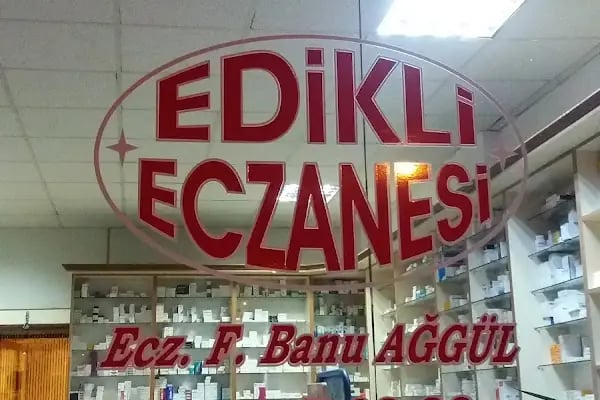 EDİKLİ
ECZANESİ
Ecz. F. Banu AĞGÜL